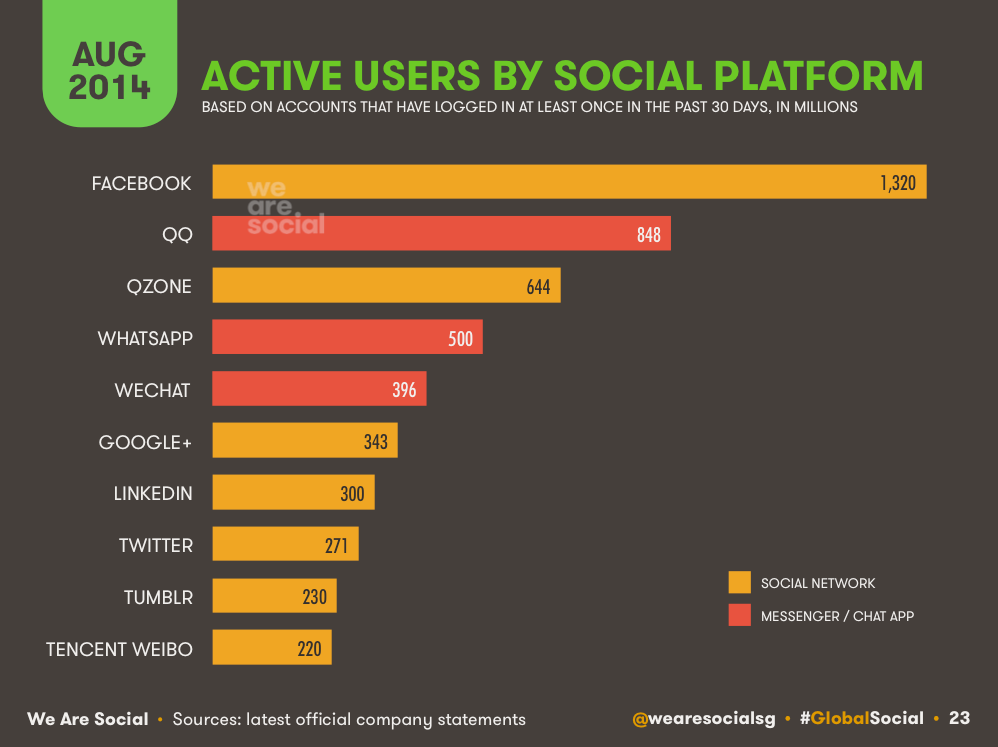 AUG
2014
ACTIVE USERS BY SOCIAL PLATFORM
BASED ON ACCOUNTS THAT HAVE LOGGED IN AT LEAST ONCE IN THE PAST 30 DAYS, IN MILLIONS
FACEBOOK 1,320
we
are
social
QQ 848
QZONE 644
WHATSAPP 500
WECHAT 396
GOOGLE+ 343
LINKEDIN 300
TWITTER 271
TUMBLR 230
TENCENT WEIBO 220
SOCIAL NETWORK
MESSENGER / CHAT APP
We Are Social • Sources: latest official company statements
@wearesocialsg • #GlobalSocial • 23